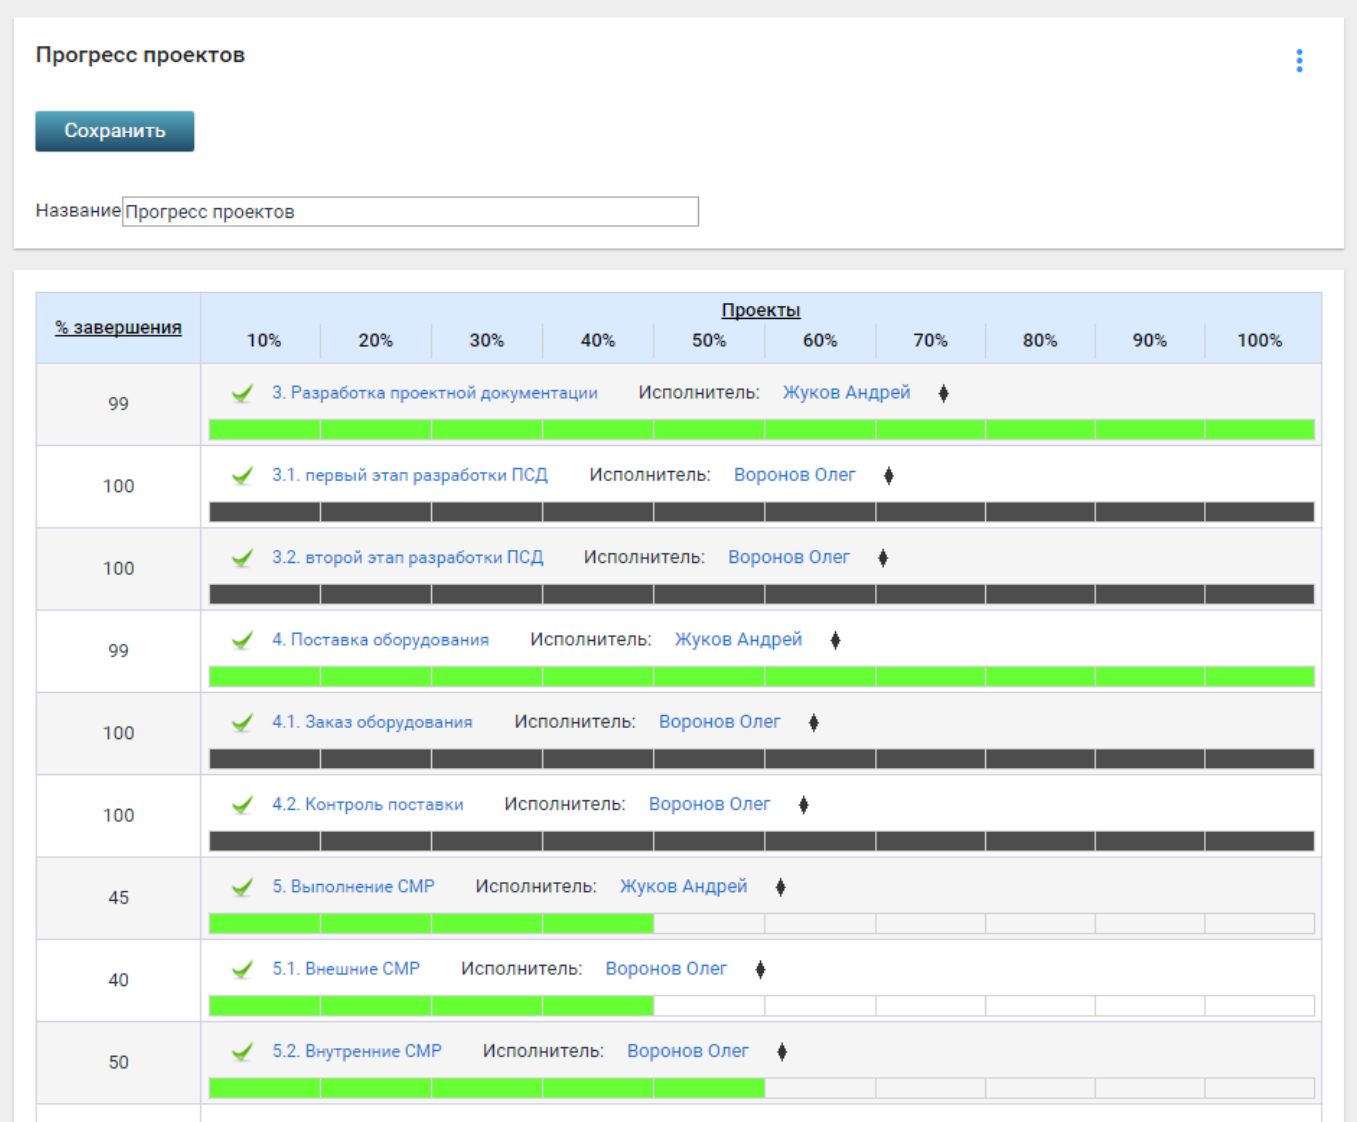 Прогресс проектов
Сохранить
Название Прогресс проектов
% завершения
Проекты
10% 20% 30% 40% 50% 60% 70% 80% 90% 100%
99 3. Разработка проектной документации Исполнитель: Жуков Андрей
100 3.1. первый этап разработки ПСД Исполнитель: Воронов Олег
100 3.2. второй этап разработки ПСД Исполнитель: Воронов Олег
99 4. Поставка оборудования Исполнитель: Жуков Андрей
100 4.1. Заказ оборудования Исполнитель: Воронов Олег
100 4.2. Контроль поставки Исполнитель: Воронов Олег
45 5. Выполнение СМР Исполнитель: Жуков Андрей
40 5.1. Внешние СМР Исполнитель: Воронов Олег
50 5.2. Внутренние СМР Исполнитель: Воронов Олег